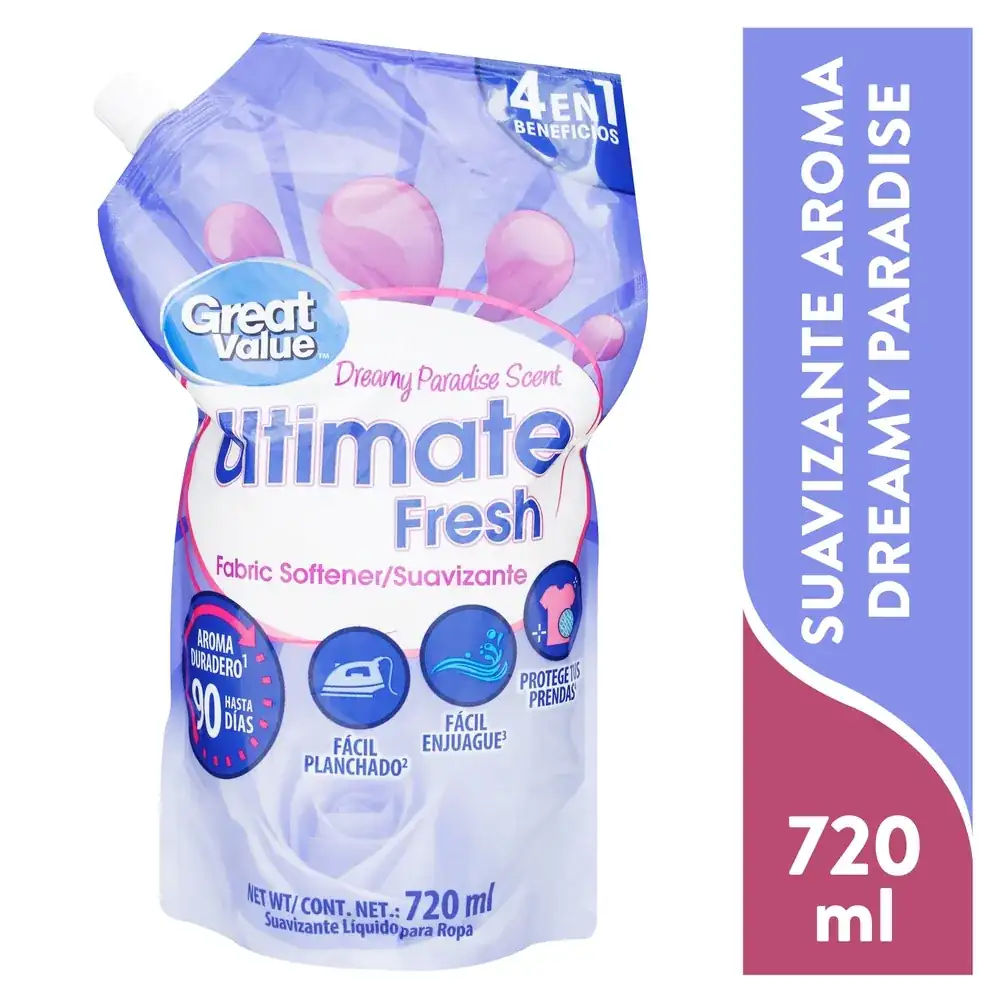 4 EN 1
BENEFICIOS
Great
Value™
Dreamy Paradise Scent
Ultimate
Fresh
Fabric Softener/Suavizante
AROMA
DURADERO¹
90 HASTA
DÍAS
FÁCIL
PLANCHADO²
FÁCIL
ENJUAGUE³
PROTEGE TUS
PRENDAS⁴
NET WT/ CONT. NET.: 720 ml
Suavizante Líquido para Ropa
SUAVIZANTE AROMA
DREAMY PARADISE
720
ml